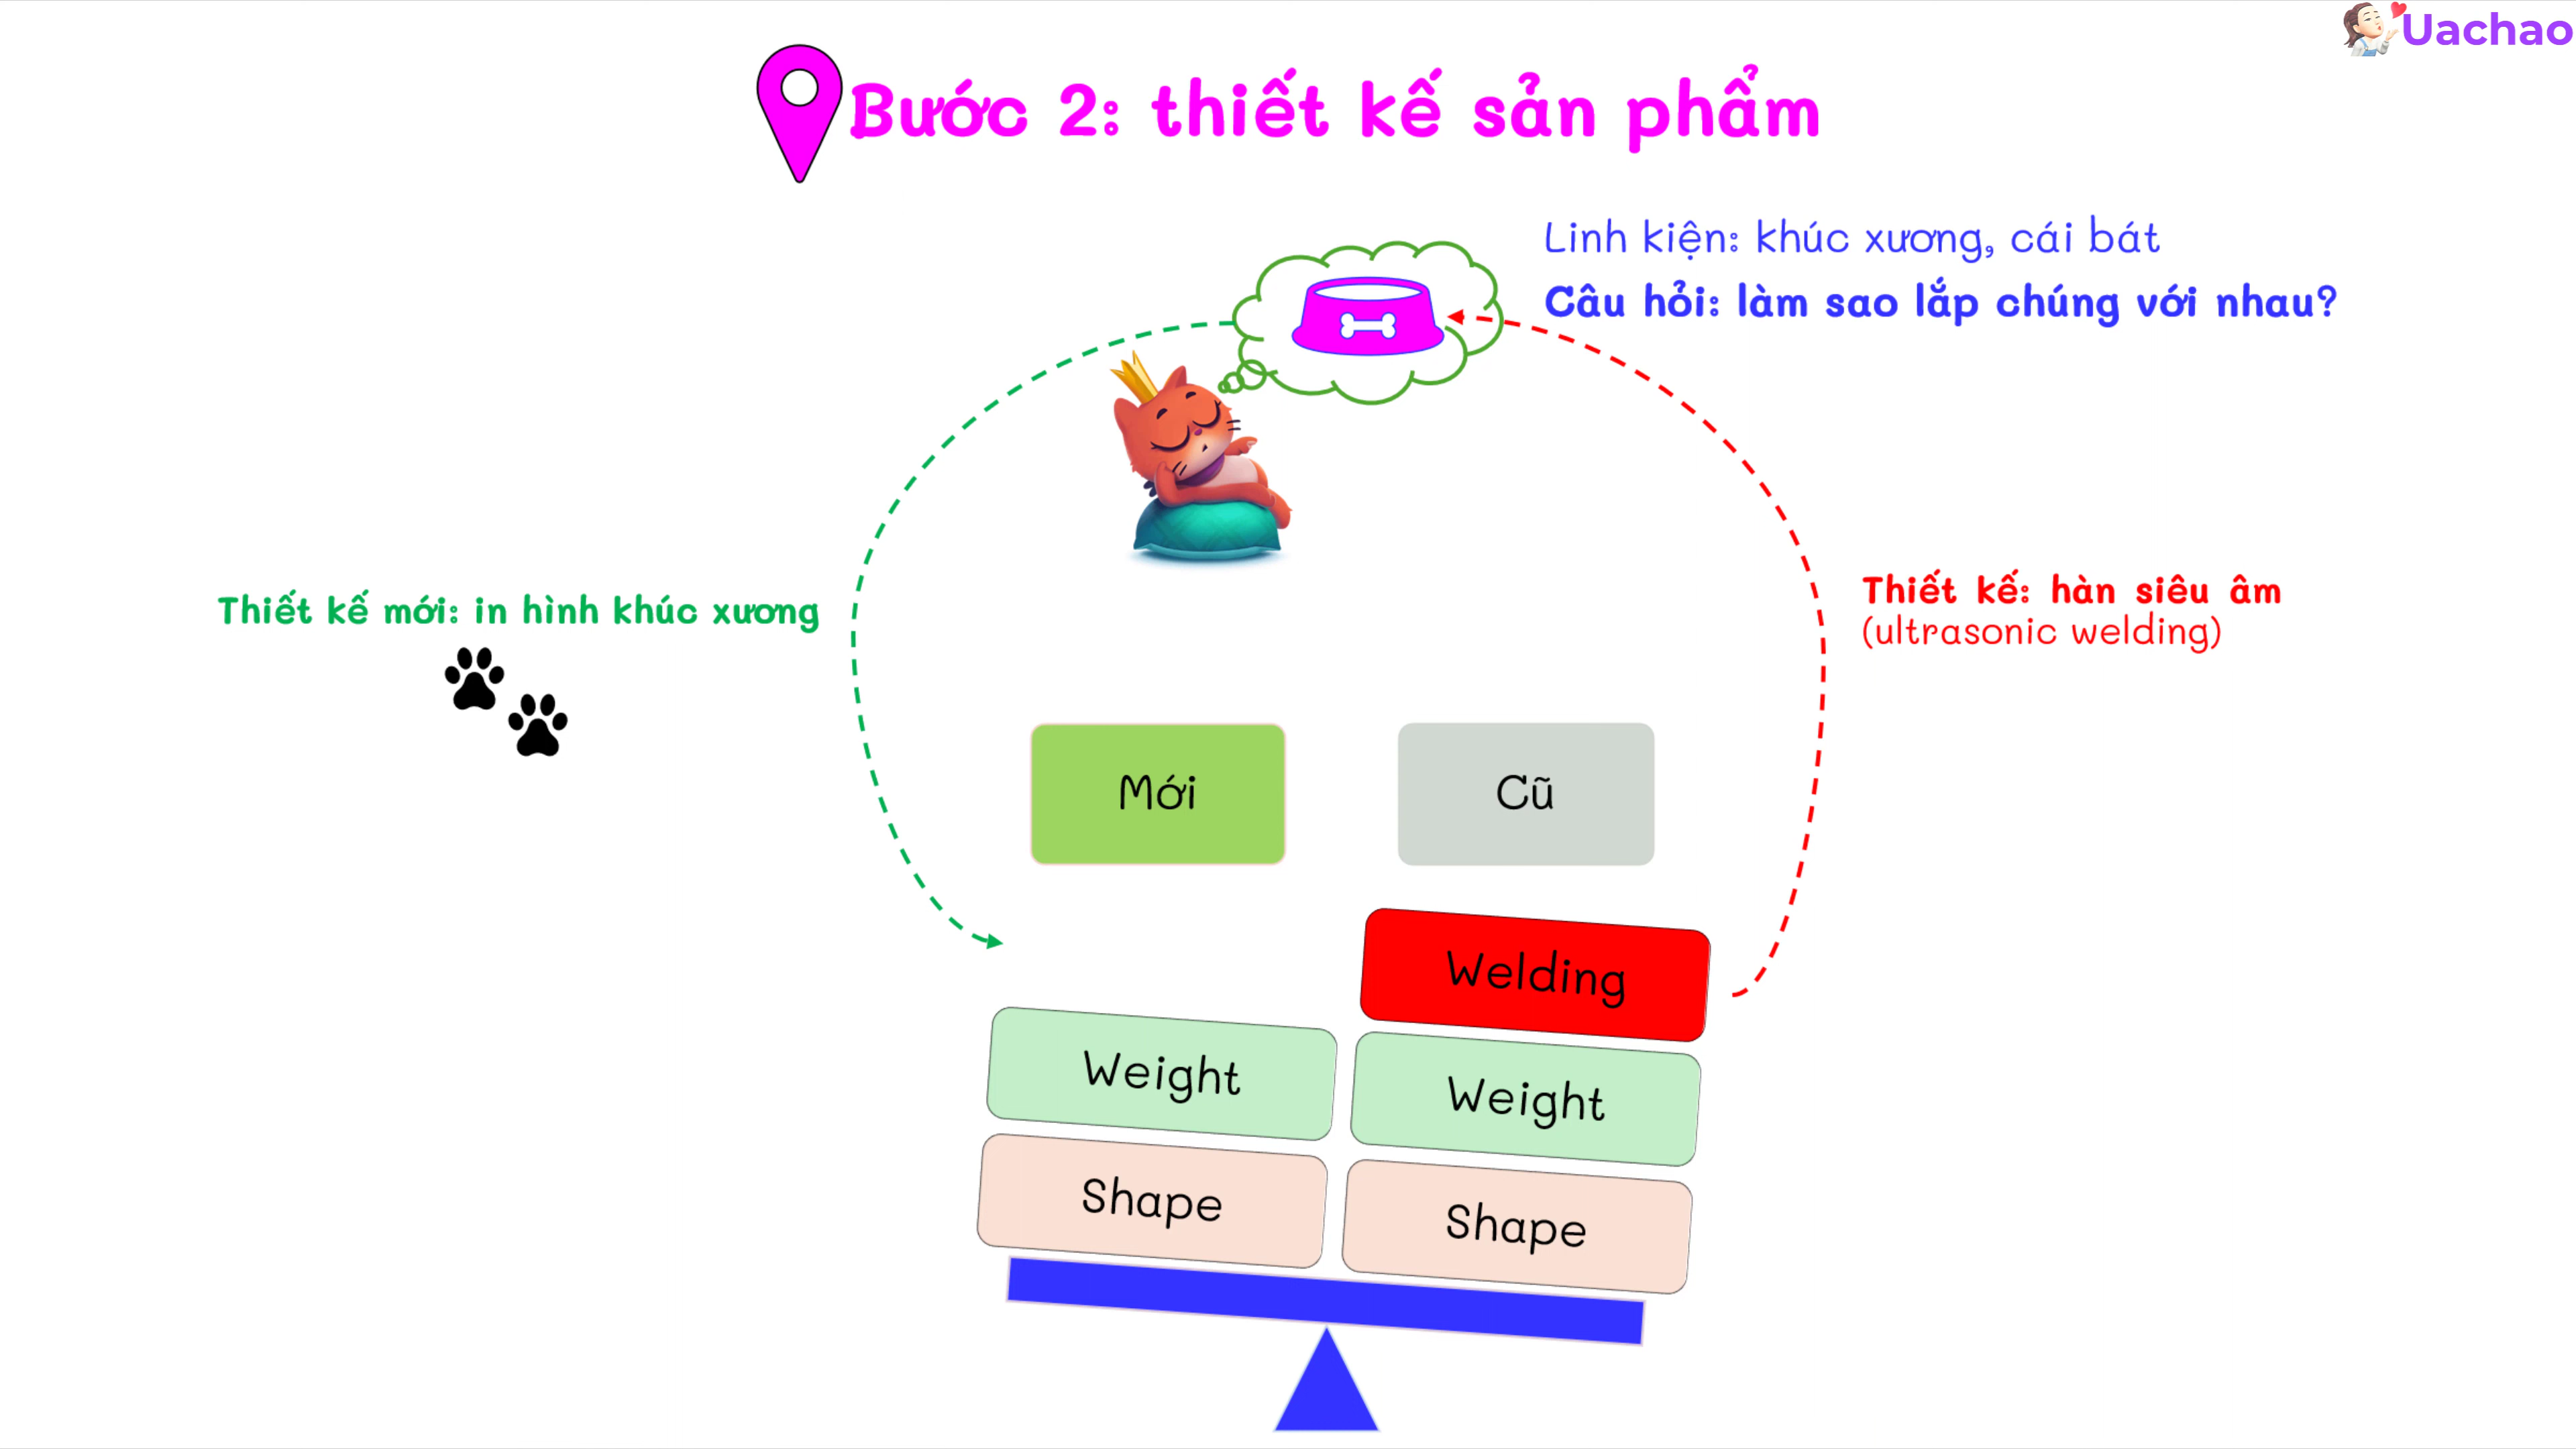 Uachao
Bước 2: thiết kế sản phẩm
Linh kiện: khúc xương, cái bát
Câu hỏi: làm sao lắp chúng với nhau?
Thiết kế mới: in hình khúc xương
Thiết kế: hàn siêu âm
(ultrasonic welding)
Mới
Cũ
Welding
Weight
Weight
Shape
Shape